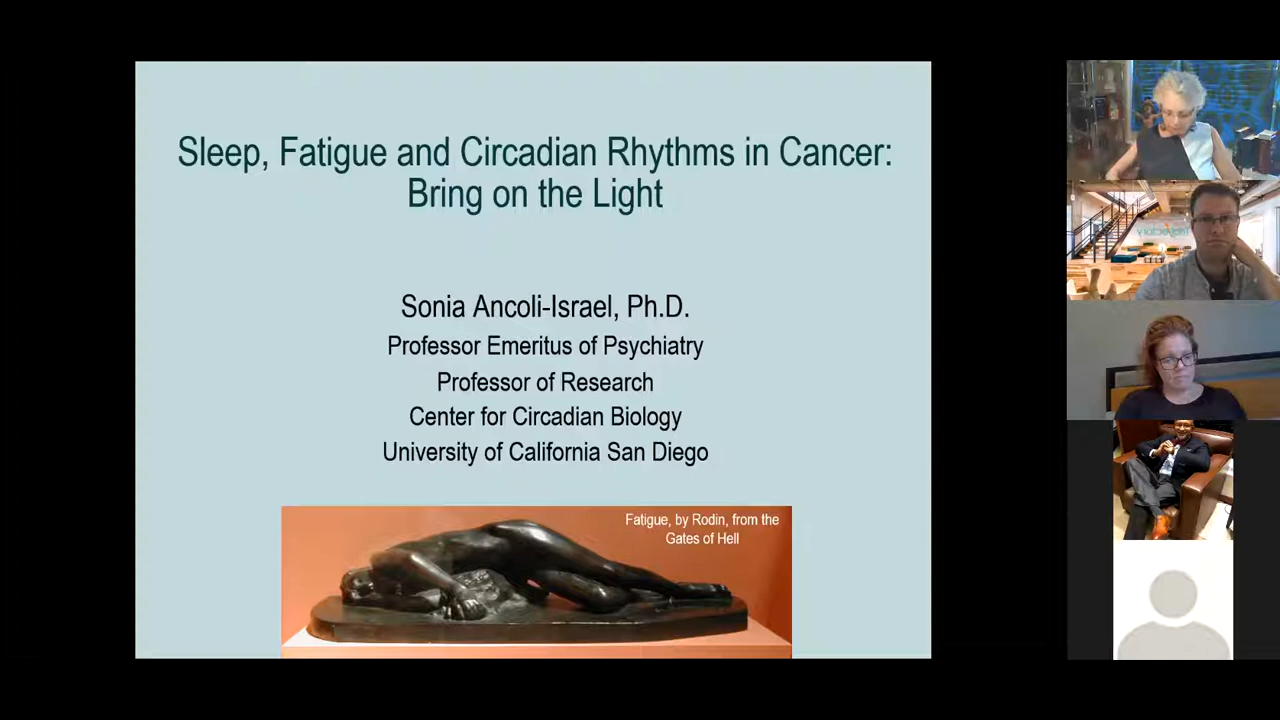 Sleep, Fatigue and Circadian Rhythms in Cancer:
Bring on the Light
Sonia Ancoli-Israel, Ph.D.
Professor Emeritus of Psychiatry
Professor of Research
Center for Circadian Biology
University of California San Diego
Fatigue, by Rodin, from the
Gates of Hell